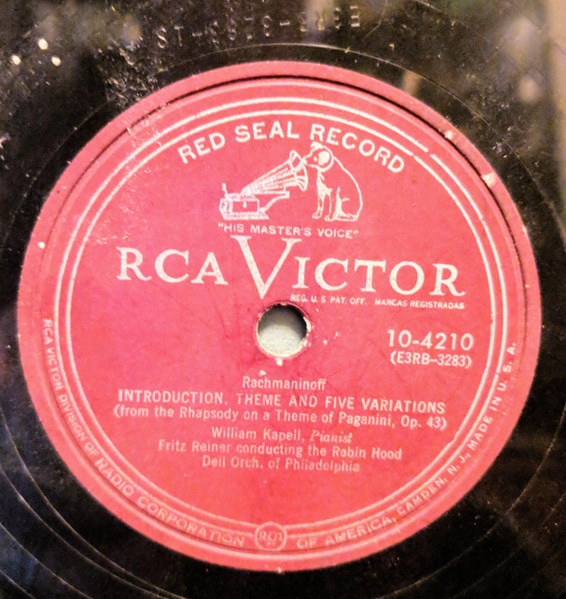 RED SEAL RECORD
"HIS MASTER'S VOICE"
RCA VICTOR
REG. U. S. PAT. OFF. MARCAS REGISTRADAS
10-4210
(E3RB-3283)
Rachmaninoff
INTRODUCTION, THEME AND FIVE VARIATIONS
(from the Rhapsody on a Theme of Paganini, Op. 43)
William Kapell, Pianist
Fritz Reiner conducting the Robin Hood
Dell Orch. of Philadelphia
RCA VICTOR DIVISION OF RADIO CORPORATION OF AMERICA, CAMDEN, N. J., MADE IN U. S. A.
RCA